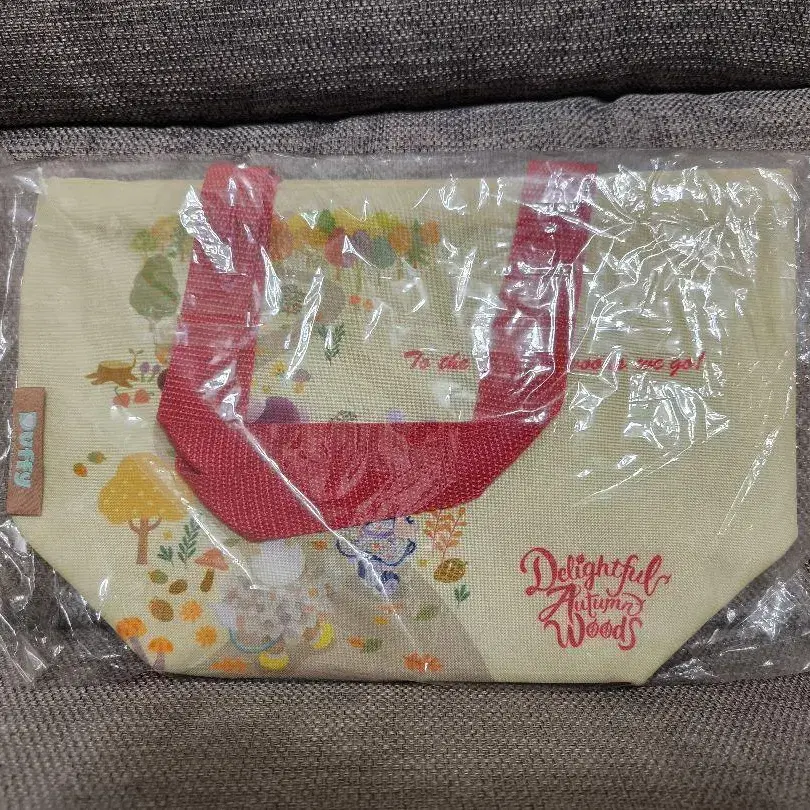 To the we go!
Duffy
Delightful
Autumn
Woods